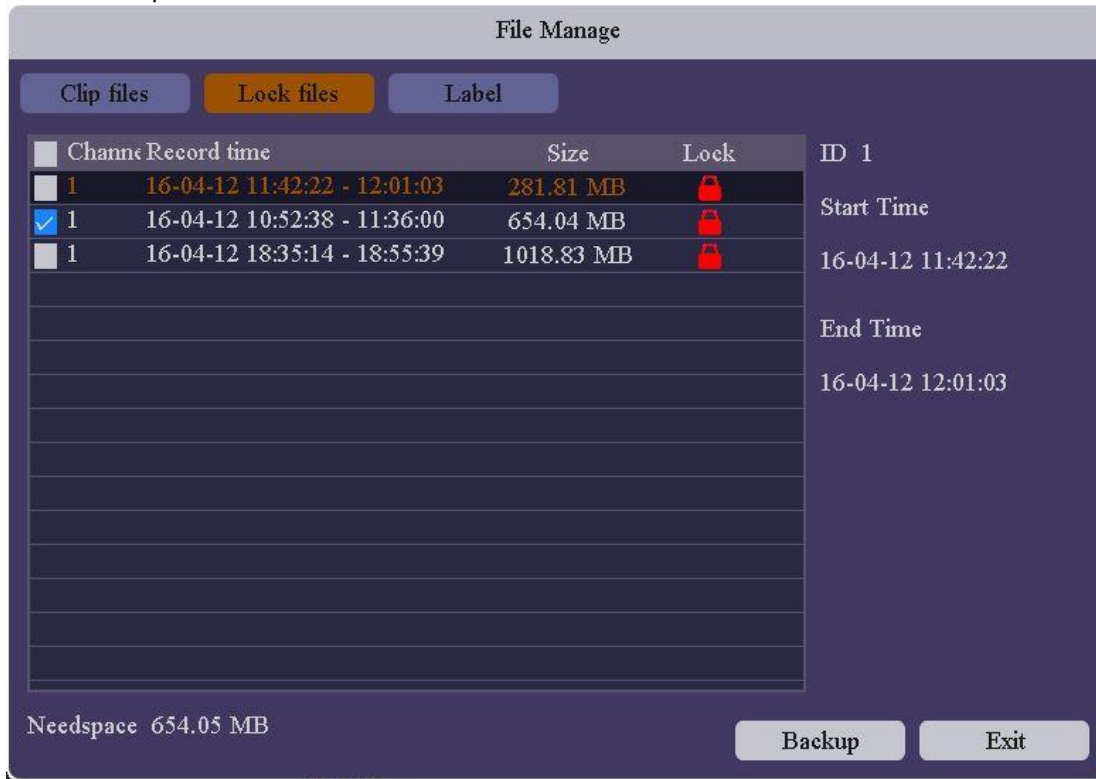 File Manage
Clip files Lock files Label
Channe Record time Size Lock
1 16-04-12 11:42:22 - 12:01:03 281.81 MB
1 16-04-12 10:52:38 - 11:36:00 654.04 MB
1 16-04-12 18:35:14 - 18:55:39 1018.83 MB
ID 1
Start Time
16-04-12 11:42:22
End Time
16-04-12 12:01:03
Needspace 654.05 MB
Backup Exit